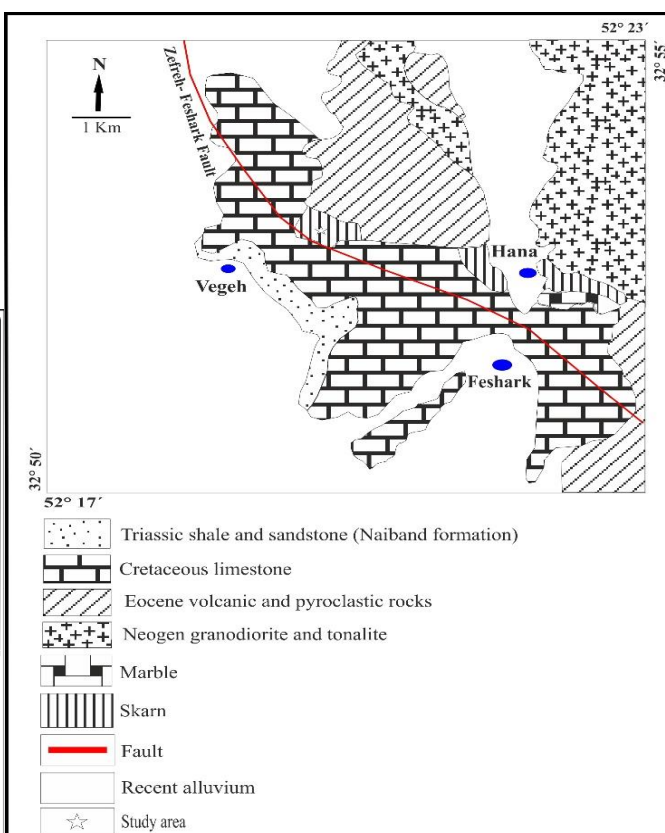 52° 23´
32° 55´
N
1 Km
Zefreh- Feshark Fault
Hana
Vegeh
Feshark
32° 50´
52° 17´
Triassic shale and sandstone (Naiband formation)
Cretaceous limestone
Eocene volcanic and pyroclastic rocks
Neogen granodiorite and tonalite
Marble
Skarn
Fault
Recent alluvium
Study area